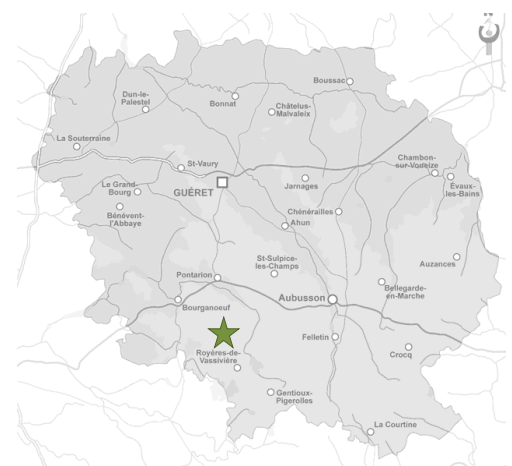 Boussac
Dun-le-
Palestel
Bonnat
Châtelus-
Malvaleix
La Souterraine
St-Vaury
Chambon-
sur-Voueize
Évaux-
les-Bains
Le Grand-
Bourg
GUÉRET
Jarnages
Bénévent-
l'Abbaye
Chénérailles
Ahun
St-Sulpice-
les-Champs
Auzances
Pontarion
Bellegarde-
en-Marche
Aubusson
Bourganoeuf
Felletin
Royères-de-
Vassivière
Crocq
Gentioux-
Pigerolles
La Courtine